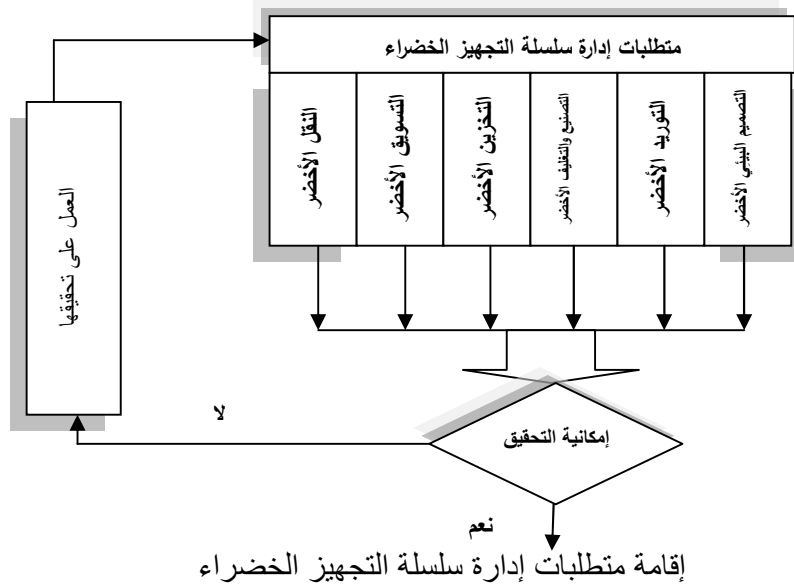 متطلبات إدارة سلسلة التجهيز الخضراء
التصميم البيئي الأخضر
التوريد الأخضر
التصنيع والتغليف الأخضر
التخزين الأخضر
التسويق الأخضر
النقل الأخضر
العمل على تحقيقها
إمكانية التحقيق
لا
نعم
إقامة متطلبات إدارة سلسلة التجهيز الخضراء